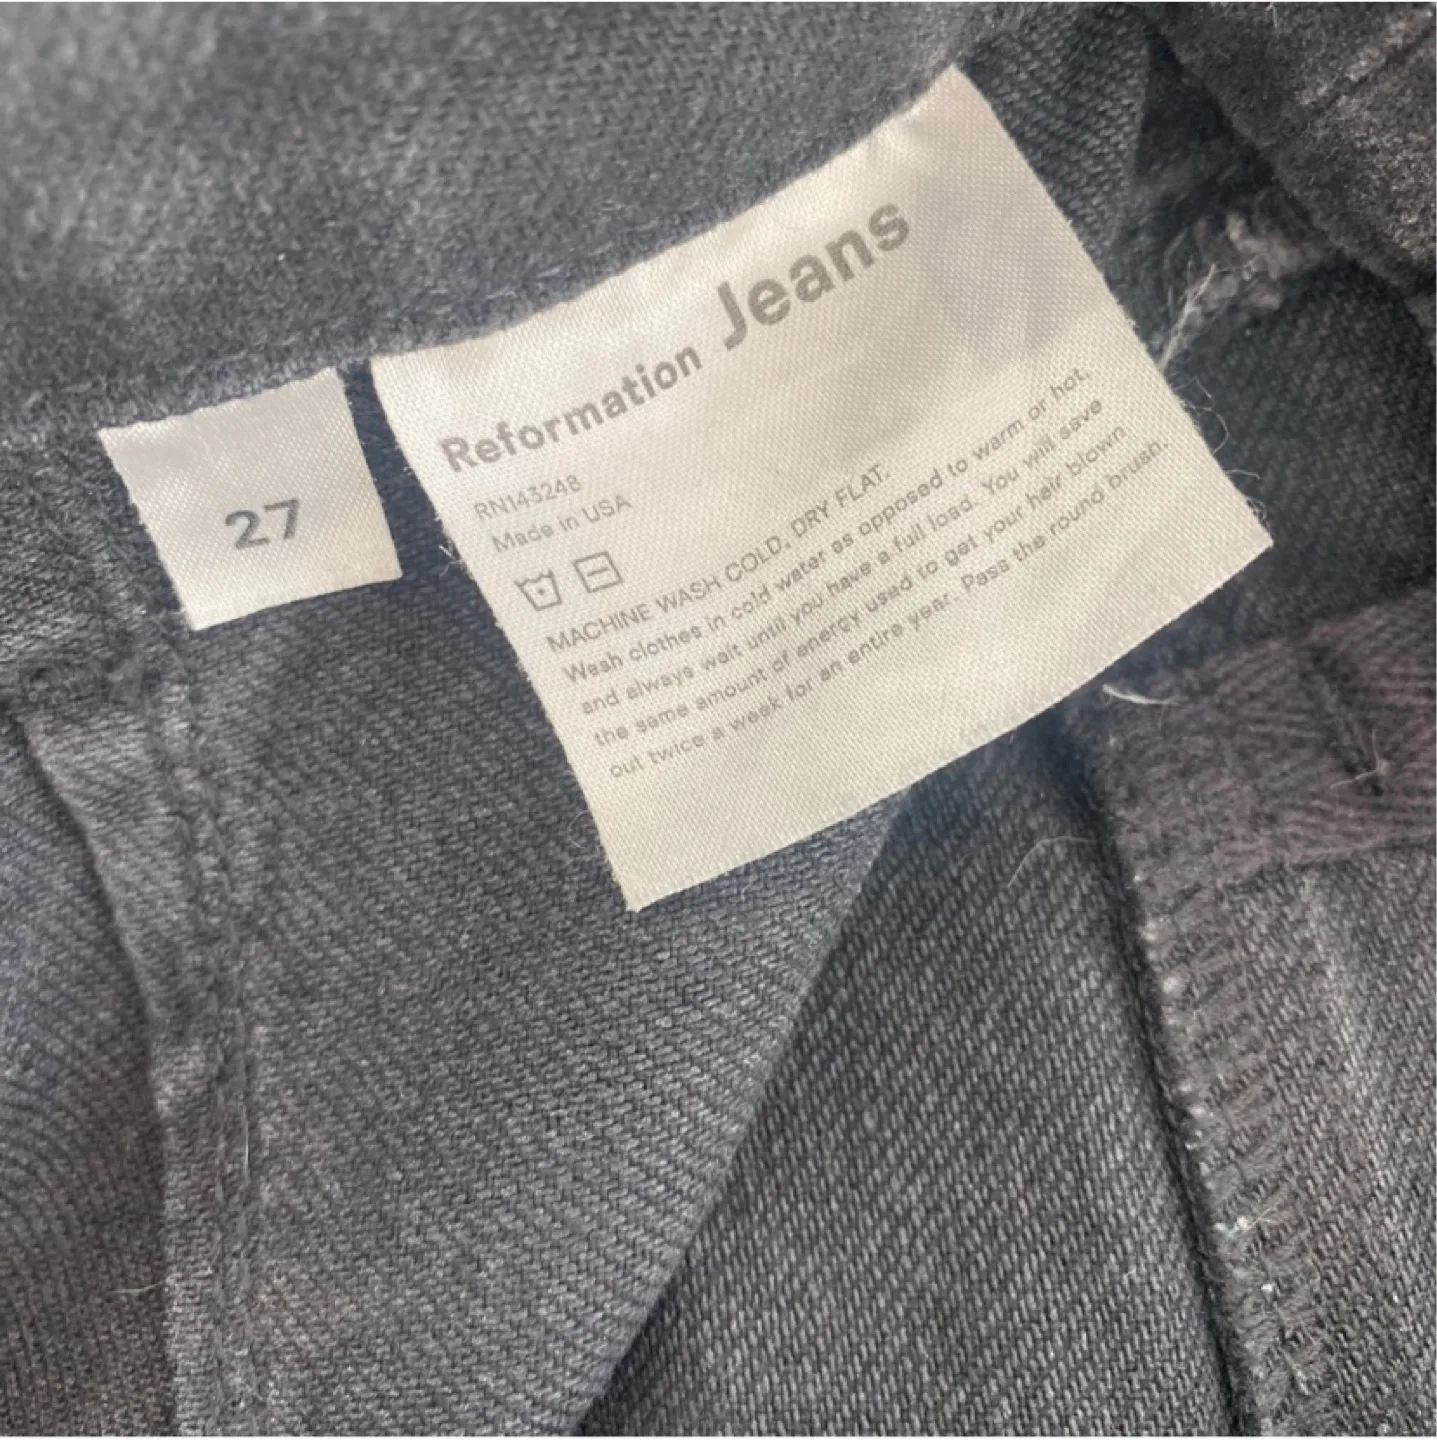 27
Reformation Jeans
RN143248
Made in USA
MACHINE WASH COLD. DRY FLAT.
Wash clothes in cold water as opposed to warm or hot,
and always wait until you have a full load. You will save
the same amount of energy used to get your hair blown
out twice a week for an entire year. Pass the round brush.